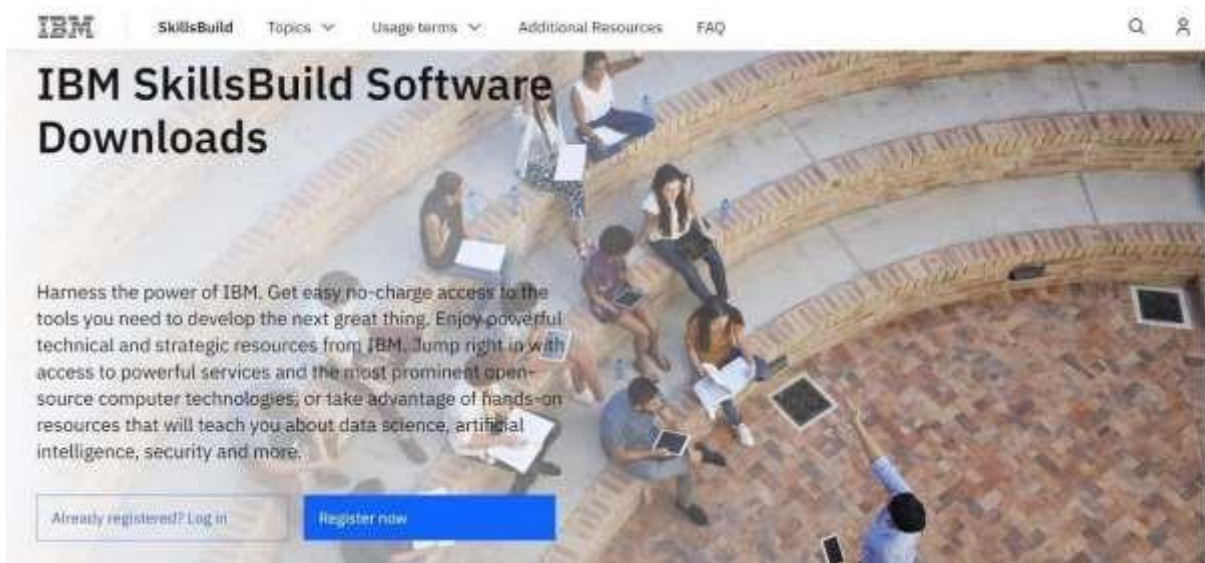 IBM SkillsBuild Topics Usage terms Additional Resources FAQ
IBM SkillsBuild Software
Downloads
Harness the power of IBM. Get easy no-charge access to the
tools you need to develop the next great thing. Enjoy powerful
technical and strategic resources from IBM. Jump right in with
access to powerful services and the most prominent open-
source computer technologies, or take advantage of hands-on
resources that will teach you about data science, artificial
intelligence, security and more.
Already registered? Log in Register now